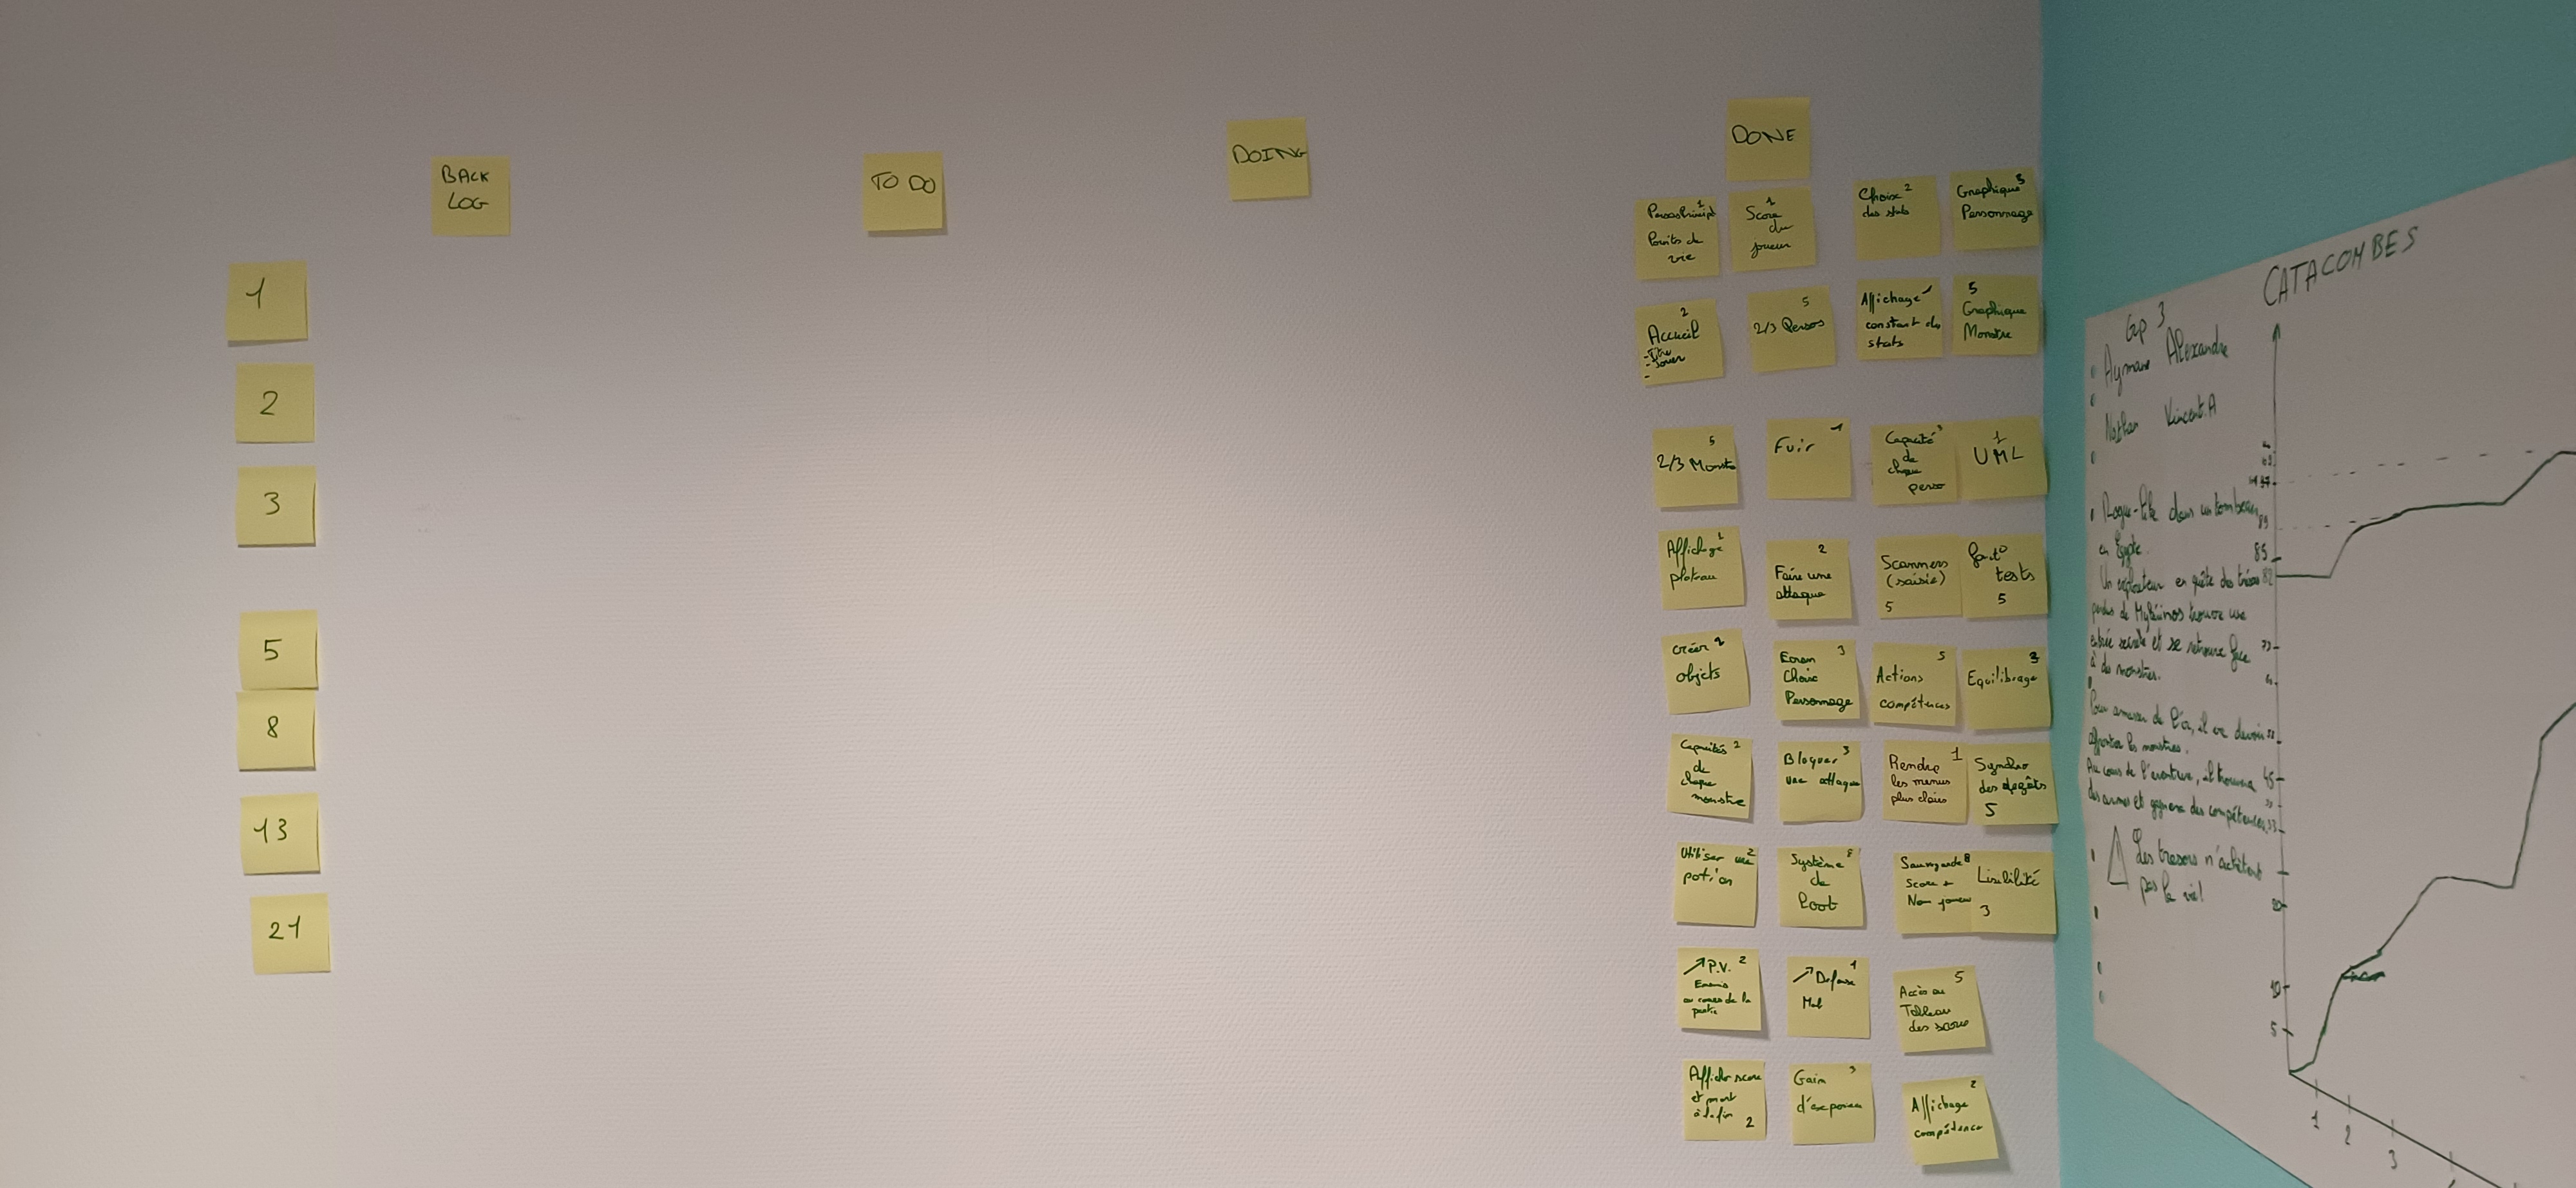 BACK
LOG
TO DO
DOING
DONE
1
2
3
5
8
13
21
1
Points de
vie
1
Score
du
joueur
Choix 2
des stats
Graphique 3
Personnage
2
Accueil
- Titre
- Jouer
-
5
2/3 Persos
Affichage 1
constant des
stats
5
Graphique
Monstre
5
2/3 Monstre
Fuir 1
Capacité 3
de
chaque
perso
1
UML
Affichage 1
plateau
2
Faire une
attaque
Scanners
(saisie)
5
tests
5
créer 2
objets
3
Ecran
Choix
Personnage
5
Actions
compétences
3
Equilibrage
Capacités 2
de
chaque
monstre
3
Bloquer
une attaque
Rendre 1
les menus
plus clairs
Synchro
des dégâts
5
Utiliser une 2
potion
Système 8
de
Loot
Sauvegarde 8
Score +
Nom joueur
Lisibilité
3
↗ P.V. 2
Ennemis
au cours de la
partie
1
↗ Défense
5
Accès au
Tableau
des scores
Afficher score
et mort
à la fin
2
Gain 3
d'experience
2
Affichage
compétence
CATACOMBES
Gp 3
Aymane Alexandre
Nathan Vincent.A
Rogue-like dans un tombeau
en Egypte.
Un explorateur en quête des trésors
perdus de trouve une
entrée secrète et se retrouve face
à des monstres.
Pour amasser de l'or, il va devoir
affronter les monstres.
Au cours de l'aventure, il trouvera
des armes et gagnera des compétences.
Les tresors n'achètent
pas la vie!
89
85
82
45
20
10
5
1
2
3